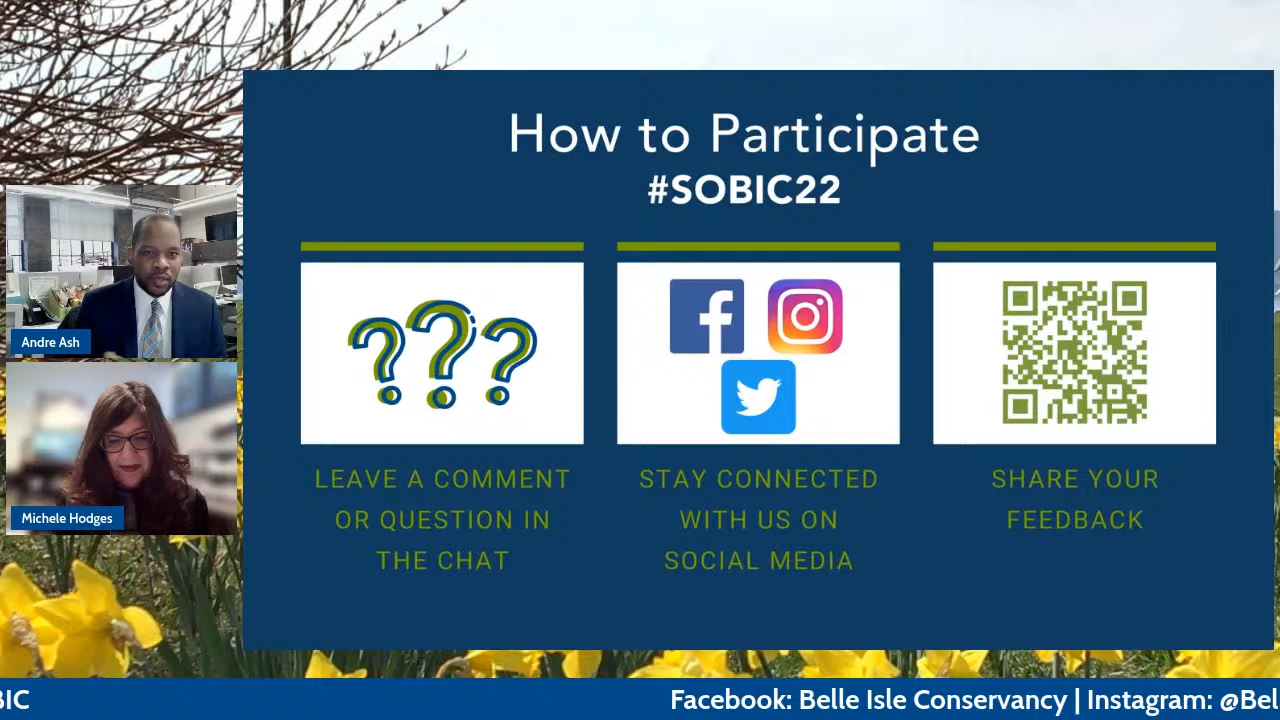 How to Participate
#SOBIC22
???
LEAVE A COMMENT
OR QUESTION IN
THE CHAT
STAY CONNECTED
WITH US ON
SOCIAL MEDIA
SHARE YOUR
FEEDBACK
Andre Ash
Michele Hodges
BIC
Facebook: Belle Isle Conservancy | Instagram: @Bel